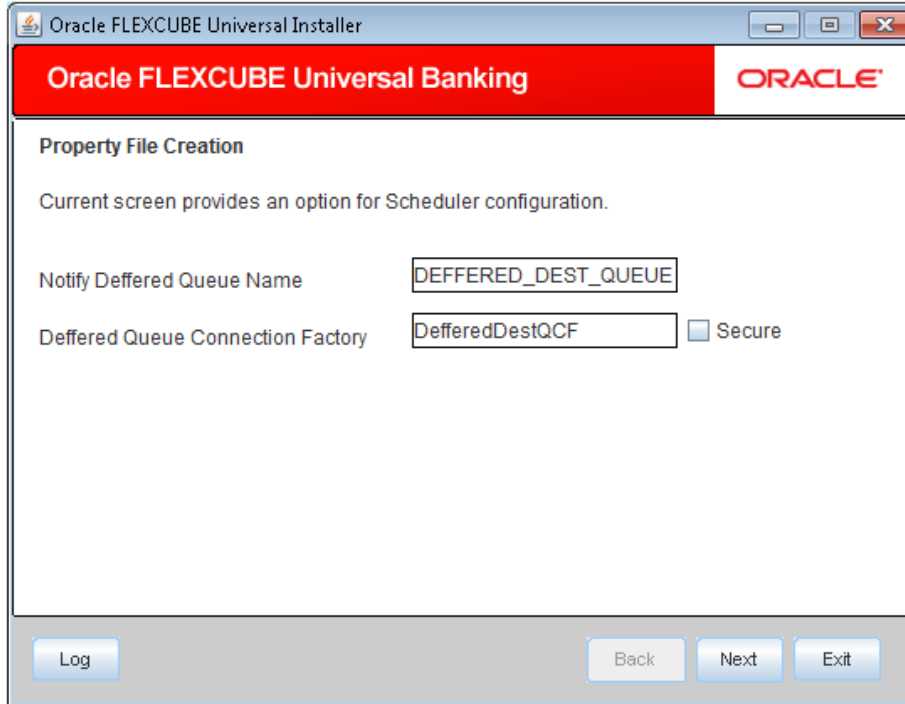 Oracle FLEXCUBE Universal Installer
Oracle FLEXCUBE Universal Banking
ORACLE
Property File Creation
Current screen provides an option for Scheduler configuration.
Notify Deffered Queue Name DEFFERED_DEST_QUEUE
Deffered Queue Connection Factory DefferedDestQCF Secure
Log Back Next Exit